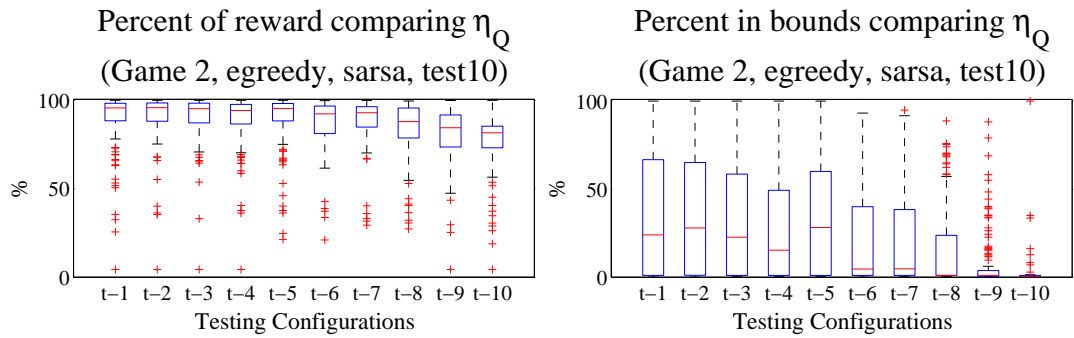 Percent of reward comparing η_Q
(Game 2, egreedy, sarsa, test10)
100
50
0
%
t−1 t−2 t−3 t−4 t−5 t−6 t−7 t−8 t−9 t−10
Testing Configurations
Percent in bounds comparing η_Q
(Game 2, egreedy, sarsa, test10)
100
50
0
%
t−1 t−2 t−3 t−4 t−5 t−6 t−7 t−8 t−9 t−10
Testing Configurations